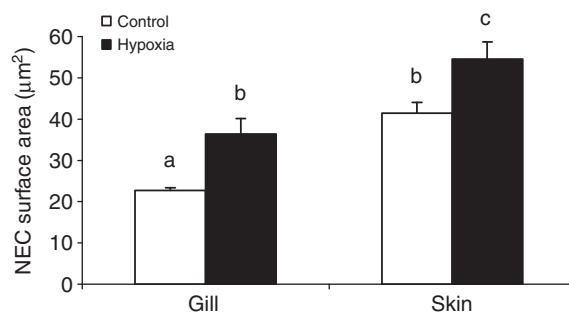 Control
Hypoxia
NEC surface area (μm²)
60
50
40
30
20
10
0
a
b
b
c
Gill
Skin